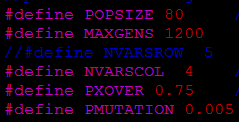 #define POPSIZE 80 /
#define MAXGENS 1200
//#define NVARSROW  5
#define NVARSCOL  4 /
#define PXOVER 0.75 /
#define PMUTATION 0.005